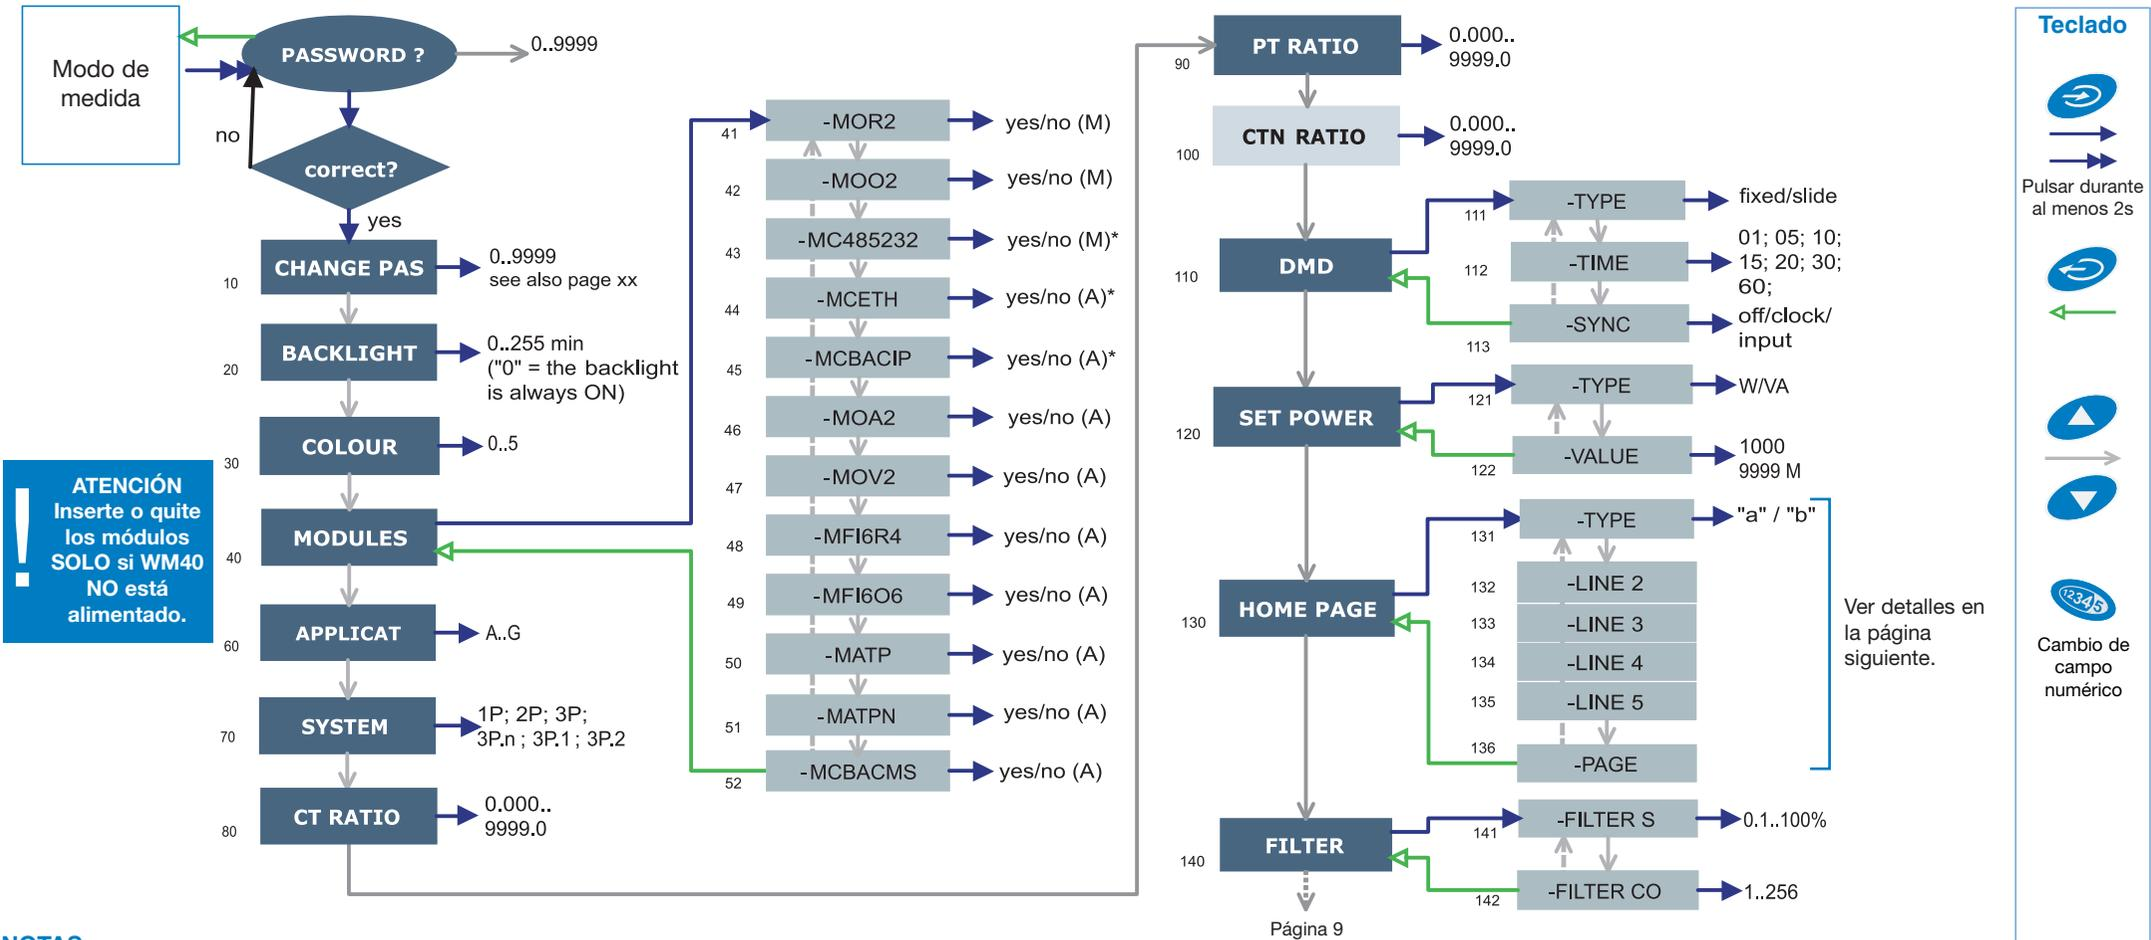 Modo de
medida
PASSWORD ?
0..9999
no
correct?
yes
10
CHANGE PAS
0..9999
see also page xx
20
BACKLIGHT
0..255 min
("0" = the backlight
is always ON)
30
COLOUR
0..5
40
MODULES
60
APPLICAT
A..G
70
SYSTEM
1P; 2P; 3P;
3P.n ; 3P.1 ; 3P.2
80
CT RATIO
0.000..
9999.0
!
ATENCIÓN
Inserte o quite
los módulos
SOLO si WM40
NO está
alimentado.
41
-MOR2
yes/no (M)
42
-MOO2
yes/no (M)
43
-MC485232
yes/no (M)*
44
-MCETH
yes/no (A)*
45
-MCBACIP
yes/no (A)*
46
-MOA2
yes/no (A)
47
-MOV2
yes/no (A)
48
-MFI6R4
yes/no (A)
49
-MFI6O6
yes/no (A)
50
-MATP
yes/no (A)
51
-MATPN
yes/no (A)
52
-MCBACMS
yes/no (A)
90
PT RATIO
0.000..
9999.0
100
CTN RATIO
0.000..
9999.0
110
DMD
111
-TYPE
fixed/slide
112
-TIME
01; 05; 10;
15; 20; 30;
60;
113
-SYNC
off/clock/
input
120
SET POWER
121
-TYPE
W/VA
122
-VALUE
1000
9999 M
130
HOME PAGE
131
-TYPE
"a" / "b"
132
-LINE 2
133
-LINE 3
134
-LINE 4
135
-LINE 5
136
-PAGE
Ver detalles en
la página
siguiente.
140
FILTER
141
-FILTER S
0.1..100%
142
-FILTER CO
1..256
Página 9
Teclado
Pulsar durante
al menos 2s
12345
Cambio de
campo
numérico
NOTAS